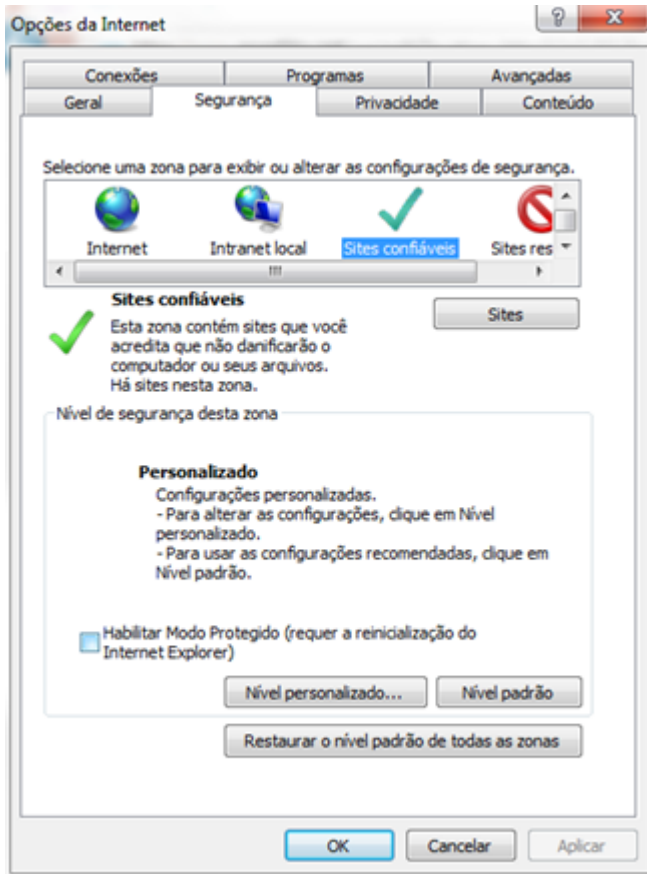 Opções da Internet
Conexões
Programas
Avançadas
Geral
Segurança
Privacidade
Conteúdo
Selecione uma zona para exibir ou alterar as configurações de segurança.
Internet
Intranet local
Sites confiáveis
Sites res
Sites confiáveis
Sites
Esta zona contém sites que você
acredita que não danificarão o
computador ou seus arquivos.
Há sites nesta zona.
Nível de segurança desta zona
Personalizado
Configurações personalizadas.
- Para alterar as configurações, clique em Nível
personalizado.
- Para usar as configurações recomendadas, clique em
Nível padrão.
Habilitar Modo Protegido (requer a reinicialização do
Internet Explorer)
Nível personalizado...
Nível padrão
Restaurar o nível padrão de todas as zonas
OK
Cancelar
Aplicar